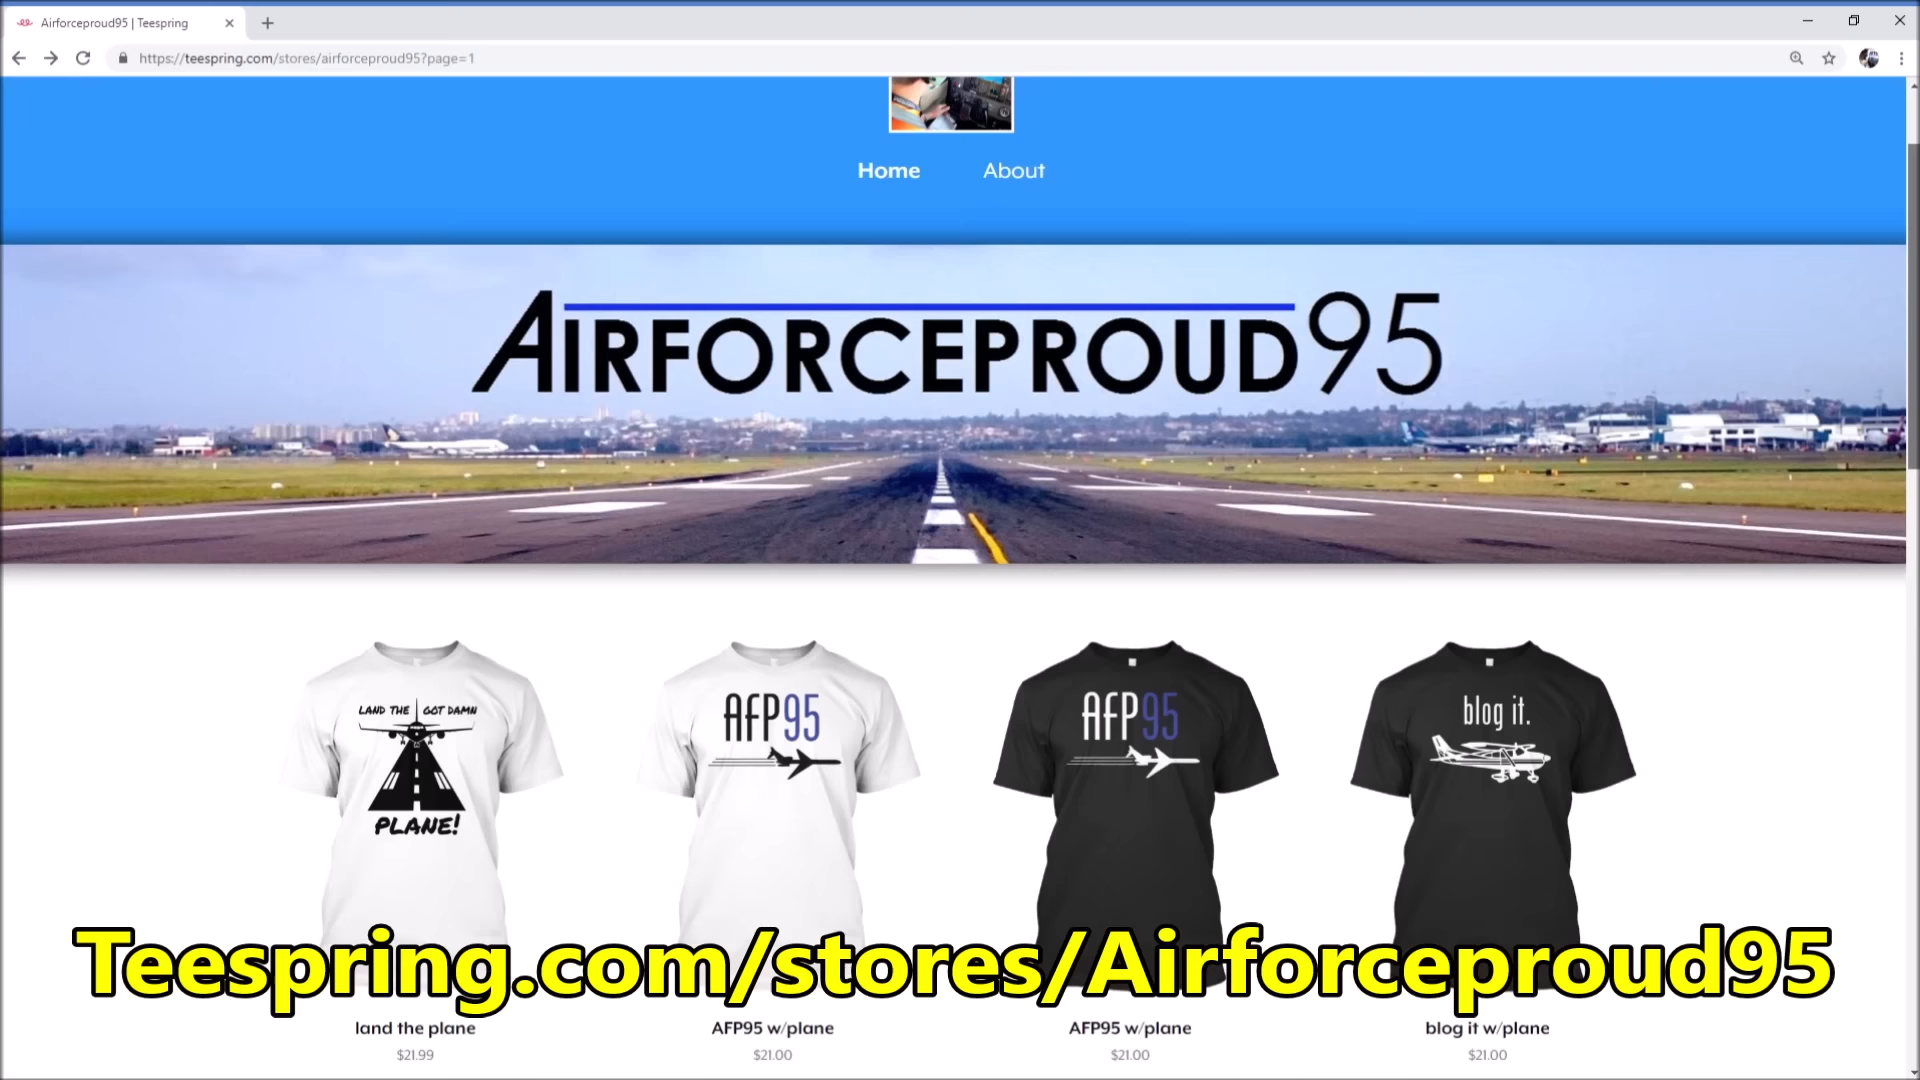 Airforceproud95 | Teespring
https://teespring.com/stores/airforceproud95?page=1
Home About
AIRFORCEPROUD95
LAND THE GOT DAMN
PLANE!
AFP95
AFP95
blog it.
Teespring.com/stores/Airforceproud95
land the plane
$21.99
AFP95 w/plane
$21.00
AFP95 w/plane
$21.00
blog it w/plane
$21.00